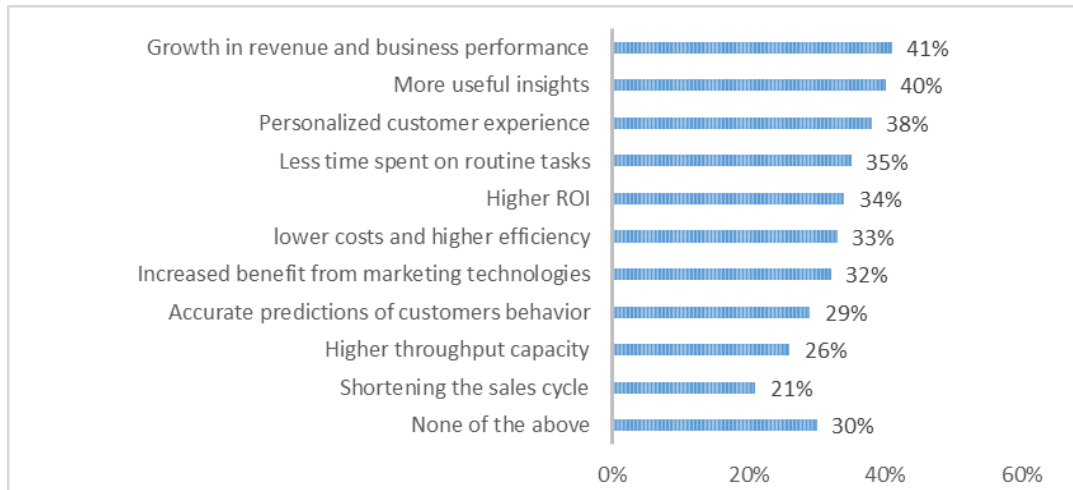 Growth in revenue and business performance 41%
More useful insights 40%
Personalized customer experience 38%
Less time spent on routine tasks 35%
Higher ROI 34%
lower costs and higher efficiency 33%
Increased benefit from marketing technologies 32%
Accurate predictions of customers behavior 29%
Higher throughput capacity 26%
Shortening the sales cycle 21%
None of the above 30%
0% 20% 40% 60%